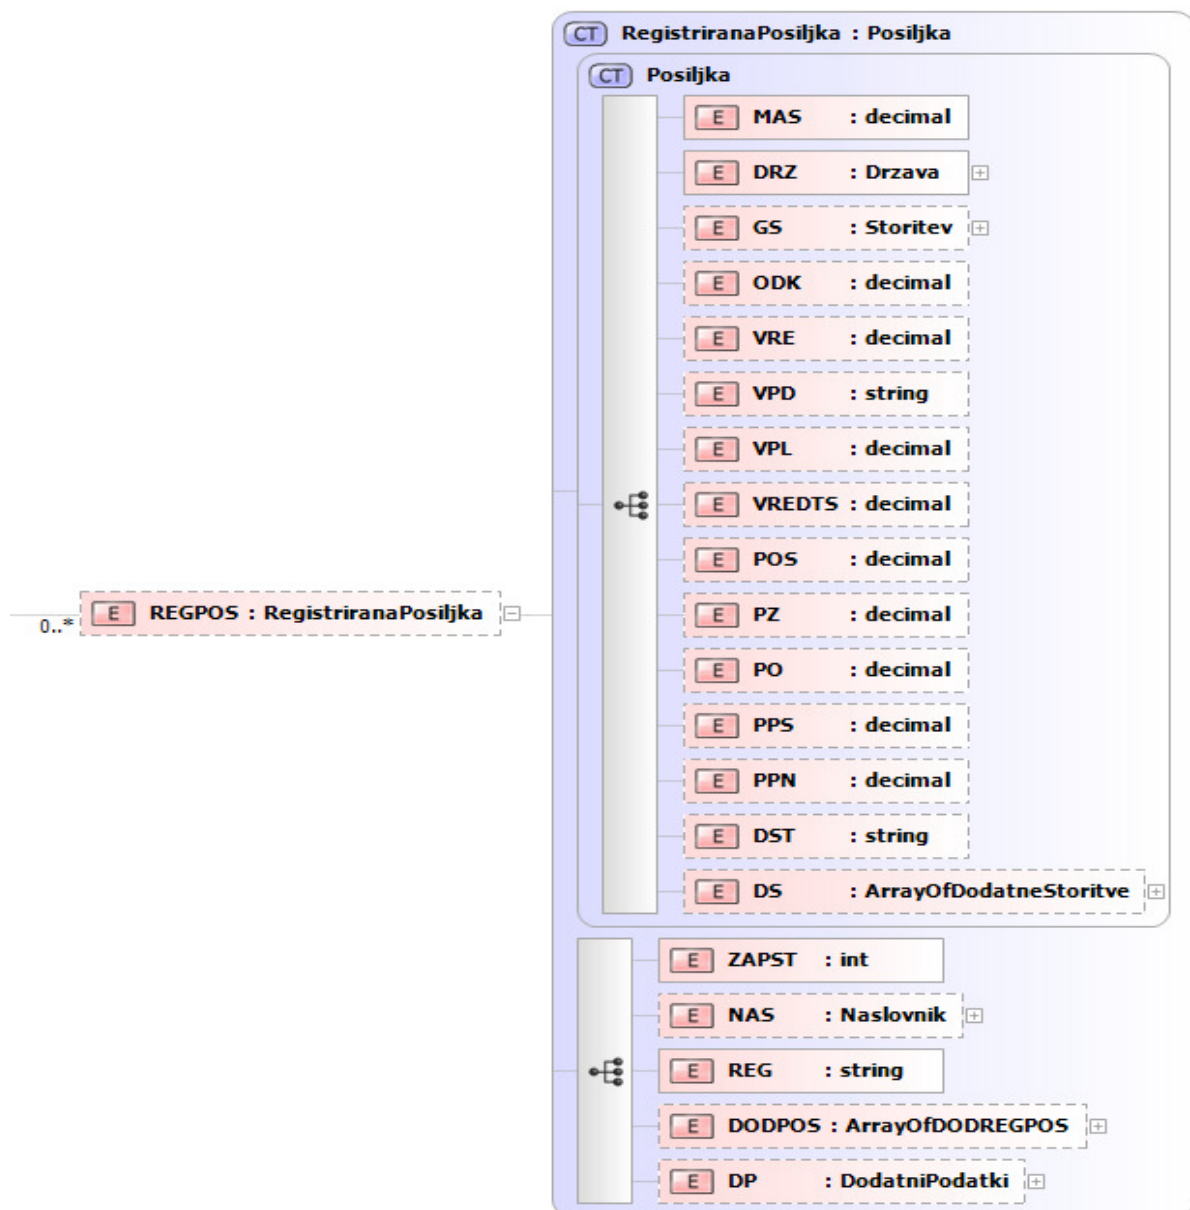 CT RegistriranaPosiljka : Posiljka
CT Posiljka
E MAS : decimal
E DRZ : Drzava
E GS : Storitev
E ODK : decimal
E VRE : decimal
E VPD : string
E VPL : decimal
E VREDTS : decimal
E POS : decimal
0..* E REGPOS : RegistriranaPosiljka
E PZ : decimal
E PO : decimal
E PPS : decimal
E PPN : decimal
E DST : string
E DS : ArrayOfDodatneStoritve
E ZAPST : int
E NAS : Naslovnik
E REG : string
E DODPOS : ArrayOfDODREGPOS
E DP : DodatniPodatki